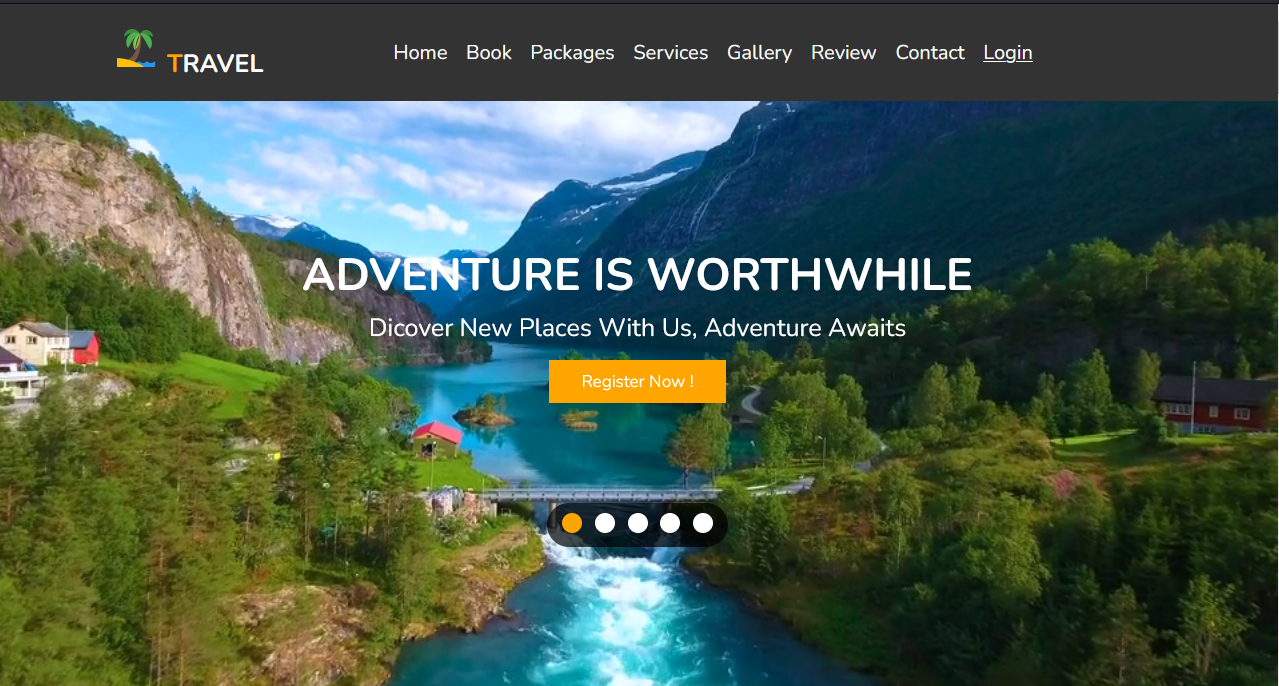 TRAVEL
Home Book Packages Services Gallery Review Contact Login
ADVENTURE IS WORTHWHILE
Dicover New Places With Us, Adventure Awaits
Register Now !